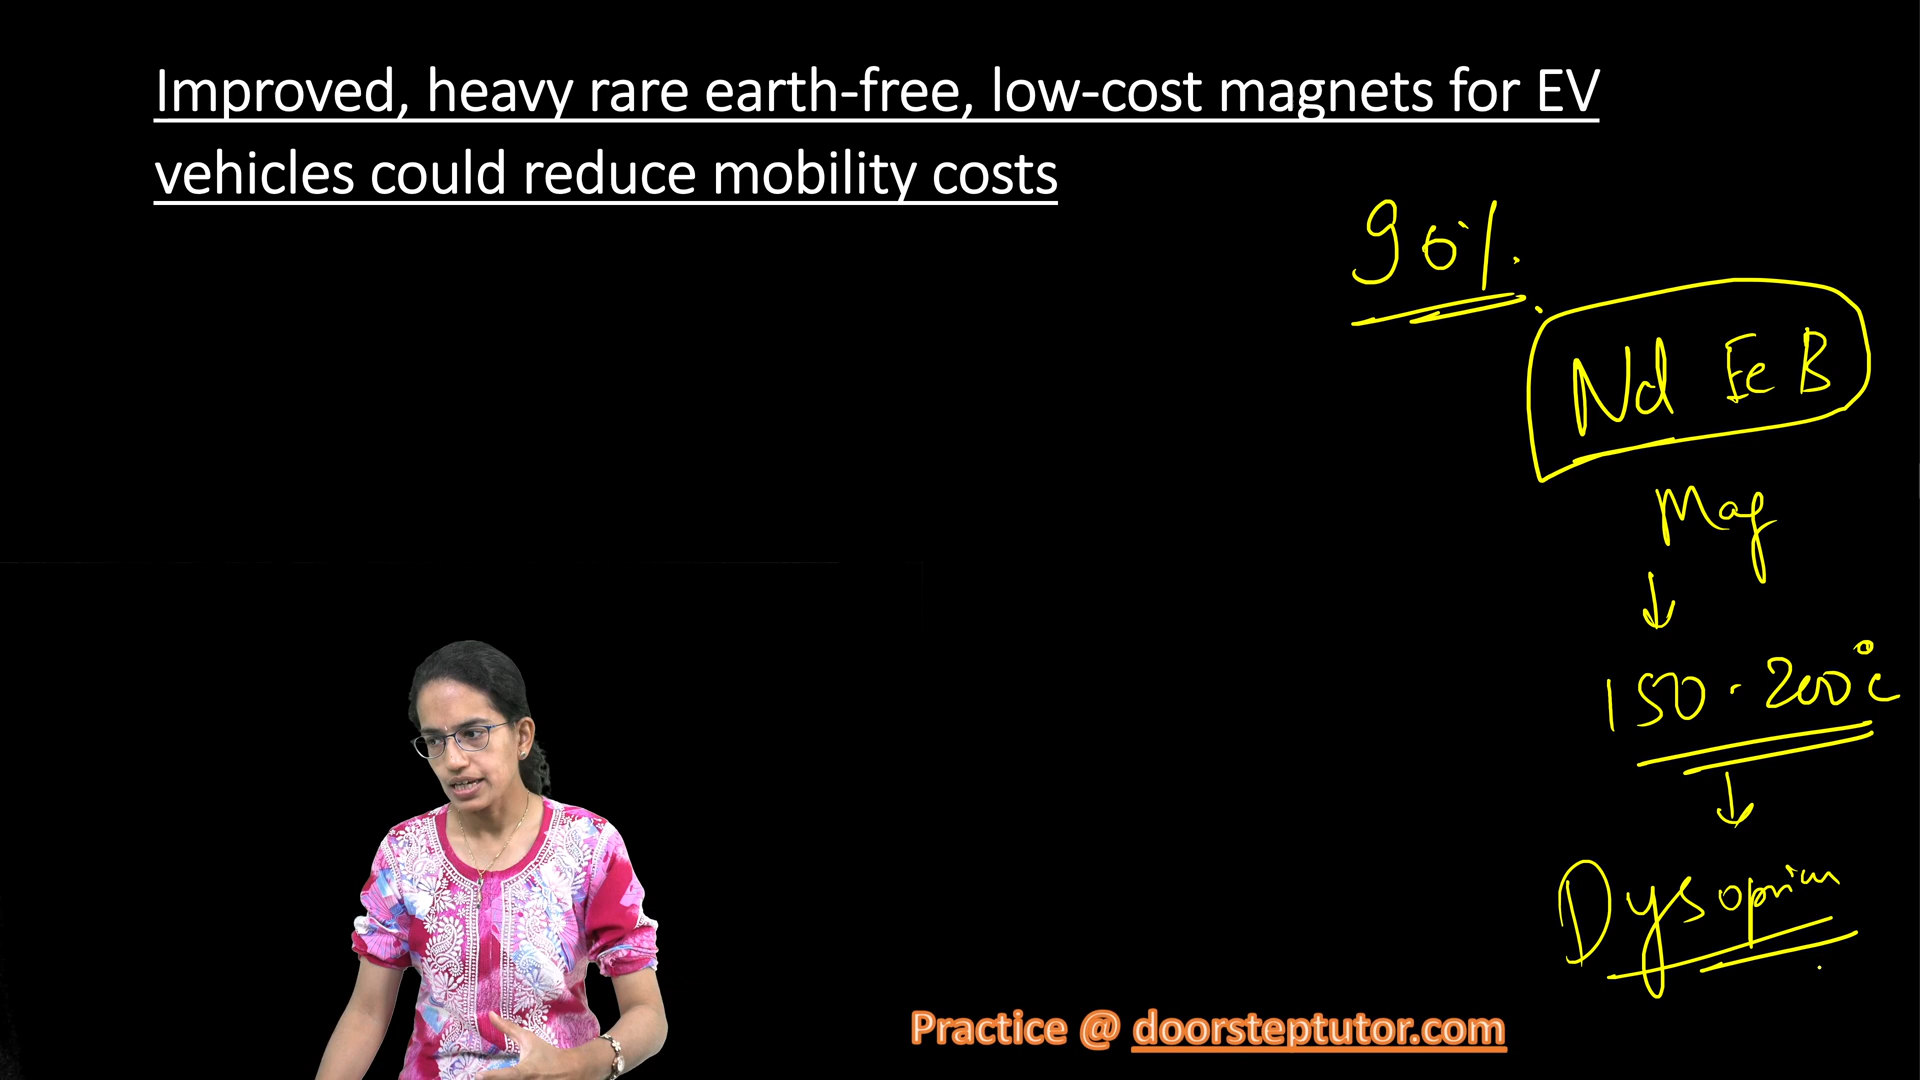 Improved, heavy rare earth-free, low-cost magnets for EV
vehicles could reduce mobility costs
90%.
Nd Fe B
Mag
150-200°C
Dysoprium
Practice @ doorsteptutor.com